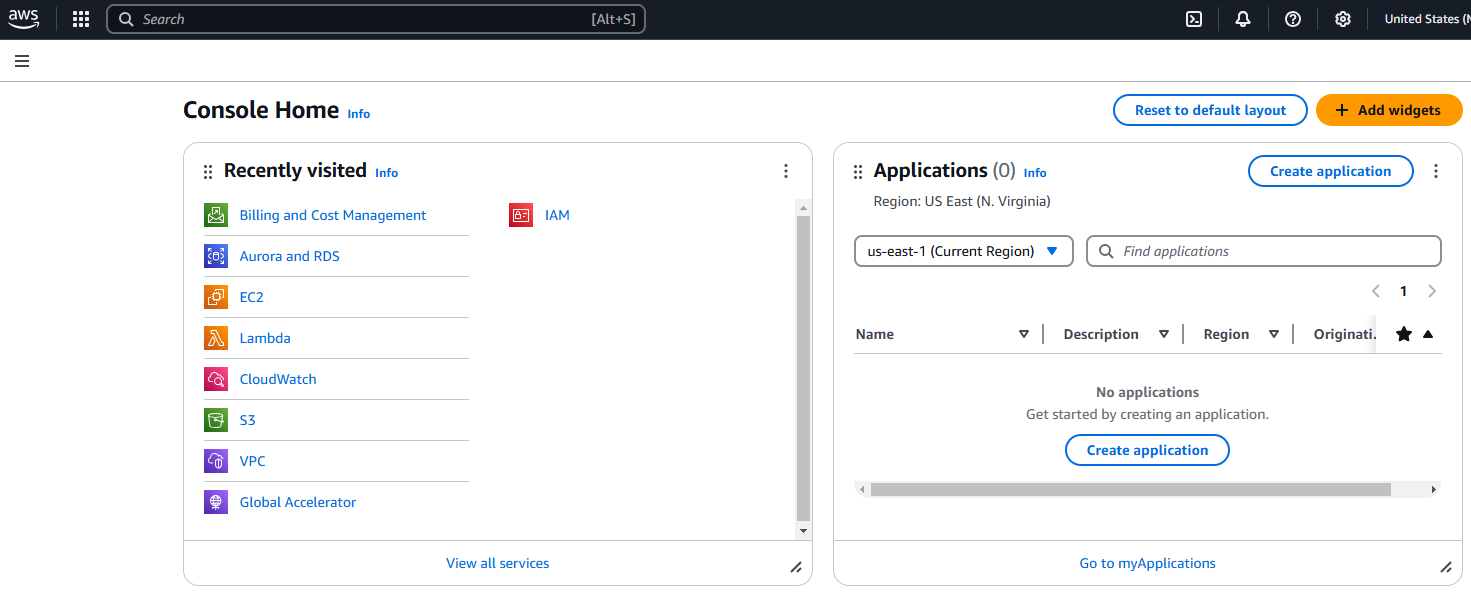 aws
Search [Alt+S]
United States (N
Console Home Info
Reset to default layout
Add widgets
Recently visited Info
Billing and Cost Management
IAM
Aurora and RDS
EC2
Lambda
CloudWatch
S3
VPC
Global Accelerator
View all services
Applications (0) Info
Create application
Region: US East (N. Virginia)
us-east-1 (Current Region)
Find applications
1
Name Description Region Originati.
No applications
Get started by creating an application.
Create application
Go to myApplications